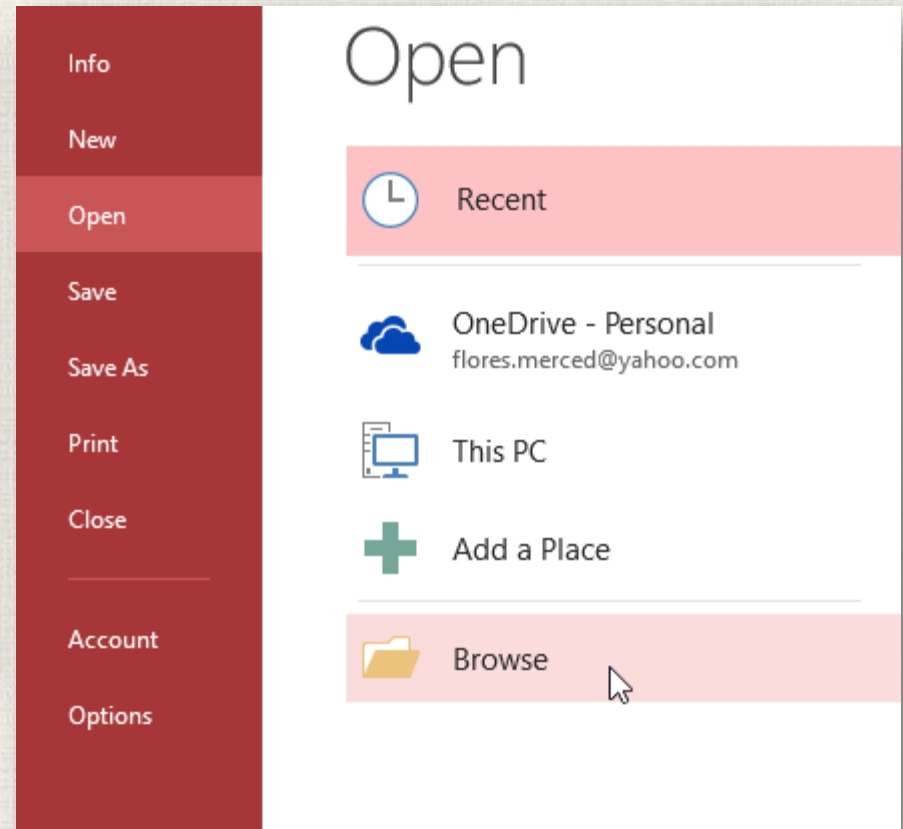 Info
New
Open
Save
Save As
Print
Close
Account
Options
Open
Recent
OneDrive - Personal
flores.merced@yahoo.com
This PC
Add a Place
Browse